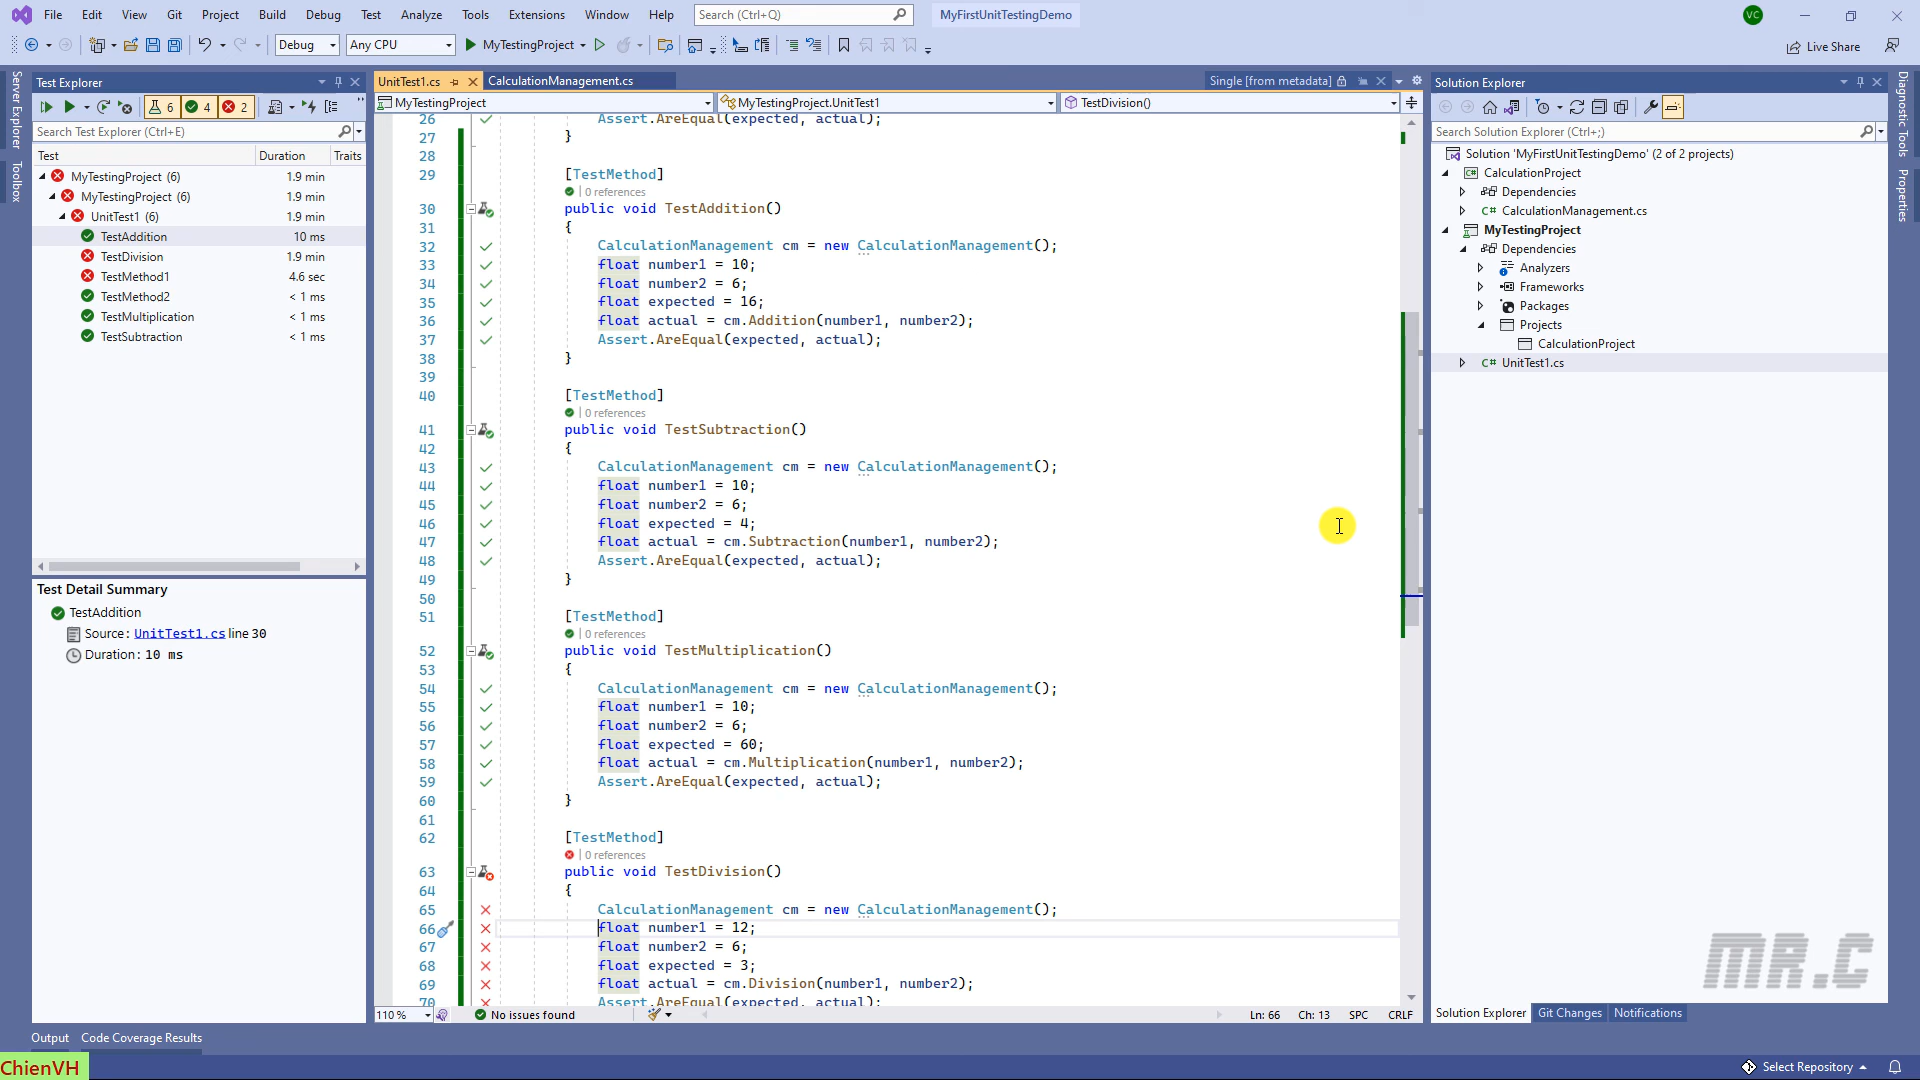 File Edit View Git Project Build Debug Test Analyze Tools Extensions Window Help Search (Ctrl+Q) MyFirstUnitTestingDemo VC
Debug Any CPU MyTestingProject Live Share
Server Explorer
Toolbox
Test Explorer
6 4 2
Search Test Explorer (Ctrl+E)
Test Duration Traits
MyTestingProject (6) 1.9 min
MyTestingProject (6) 1.9 min
UnitTest1 (6) 1.9 min
TestAddition 10 ms
TestDivision 1.9 min
TestMethod1 4.6 sec
TestMethod2 < 1 ms
TestMultiplication < 1 ms
TestSubtraction < 1 ms
Test Detail Summary
TestAddition
Source: UnitTest1.cs line 30
Duration: 10 ms
UnitTest1.cs CalculationManagement.cs Single [from metadata]
MyTestingProject MyTestingProject.UnitTest1 TestDivision()
26 Assert.AreEqual(expected, actual);
27 }
28
29 [TestMethod]
0 references
30 public void TestAddition()
31 {
32 CalculationManagement cm = new CalculationManagement();
33 float number1 = 10;
34 float number2 = 6;
35 float expected = 16;
36 float actual = cm.Addition(number1, number2);
37 Assert.AreEqual(expected, actual);
38 }
39
40 [TestMethod]
0 references
41 public void TestSubtraction()
42 {
43 CalculationManagement cm = new CalculationManagement();
44 float number1 = 10;
45 float number2 = 6;
46 float expected = 4;
47 float actual = cm.Subtraction(number1, number2);
48 Assert.AreEqual(expected, actual);
49 }
50
51 [TestMethod]
0 references
52 public void TestMultiplication()
53 {
54 CalculationManagement cm = new CalculationManagement();
55 float number1 = 10;
56 float number2 = 6;
57 float expected = 60;
58 float actual = cm.Multiplication(number1, number2);
59 Assert.AreEqual(expected, actual);
60 }
61
62 [TestMethod]
0 references
63 public void TestDivision()
64 {
65 CalculationManagement cm = new CalculationManagement();
66 float number1 = 12;
67 float number2 = 6;
68 float expected = 3;
69 float actual = cm.Division(number1, number2);
70 Assert.AreEqual(expected, actual);
110 % No issues found Ln: 66 Ch: 13 SPC CRLF
Solution Explorer
Search Solution Explorer (Ctrl+;)
Solution 'MyFirstUnitTestingDemo' (2 of 2 projects)
CalculationProject
Dependencies
C# CalculationManagement.cs
MyTestingProject
Dependencies
Analyzers
Frameworks
Packages
Projects
CalculationProject
C# UnitTest1.cs
MR.C
Solution Explorer Git Changes Notifications
Diagnostic Tools
Properties
Output Code Coverage Results
ChienVH
Select Repository